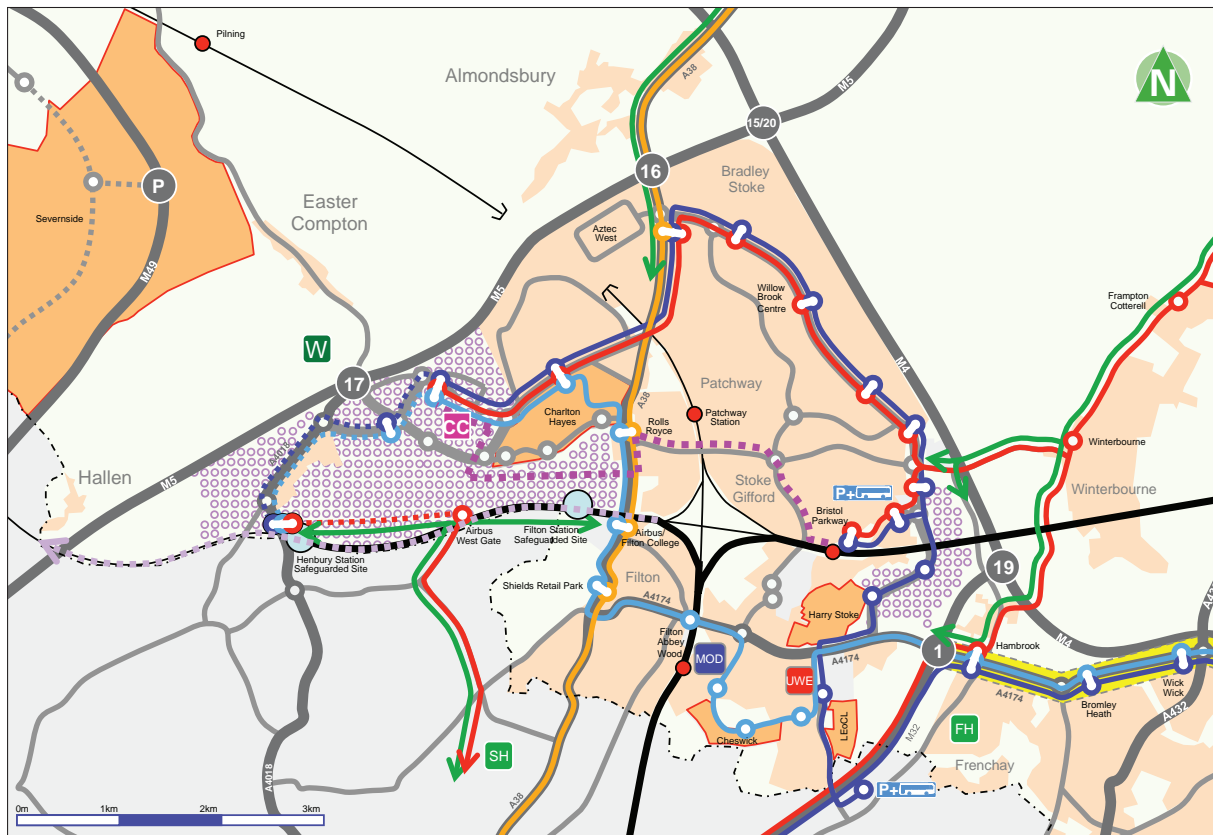 Pilning
Almondsbury
A38
M5
15/20
N
16
Bradley
Stoke
P
Severnside
Easter
Compton
Aztec
West
M49
M5
Willow
Brook
Centre
Frampton
Cotterell
W
17
M4
Patchway
A38
CC
Charlton
Hayes
Rolls
Royce
Patchway
Station
Winterbourne
A4018
Hallen
M5
Stoke
Gifford
P+
Winterbourne
Bristol
Parkway
Airbus
West Gate
Filton Station
Safeguarded Site
Airbus/
Filton College
Henbury Station
Safeguarded Site
19
Shields Retail Park
Filton
A4174
Harry Stoke
M4
Filton
Abbey
Wood
MOD
UWE
A4174
1
Hambrook
A4174
Wick
Wick
Bromley
Heath
A432
Cheswick
LEoCL
M32
FH
SH
Frenchay
A4018
A38
P+
0m
1km
2km
3km